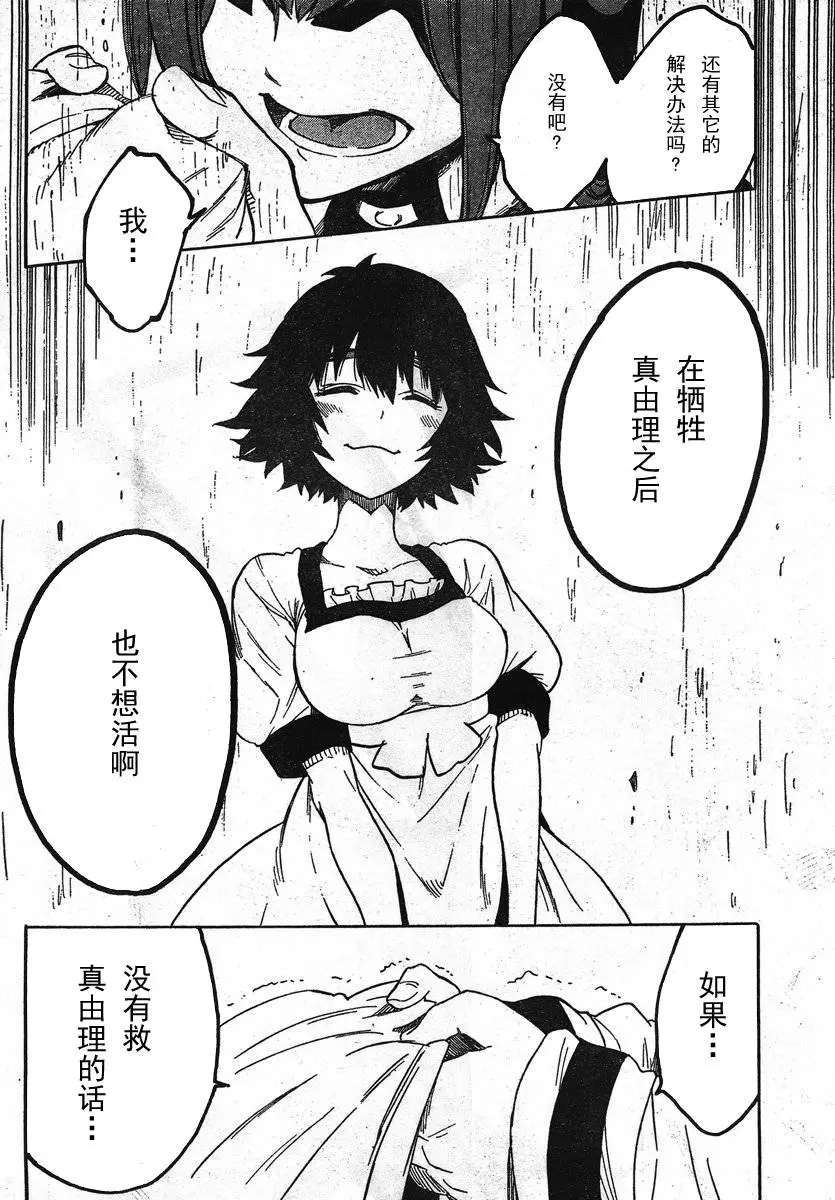 还有其它的
解决办法吗？
没有吧？
我…
在牺牲
真由理之后
也不想活啊
如果…
没有救
真由理的话…